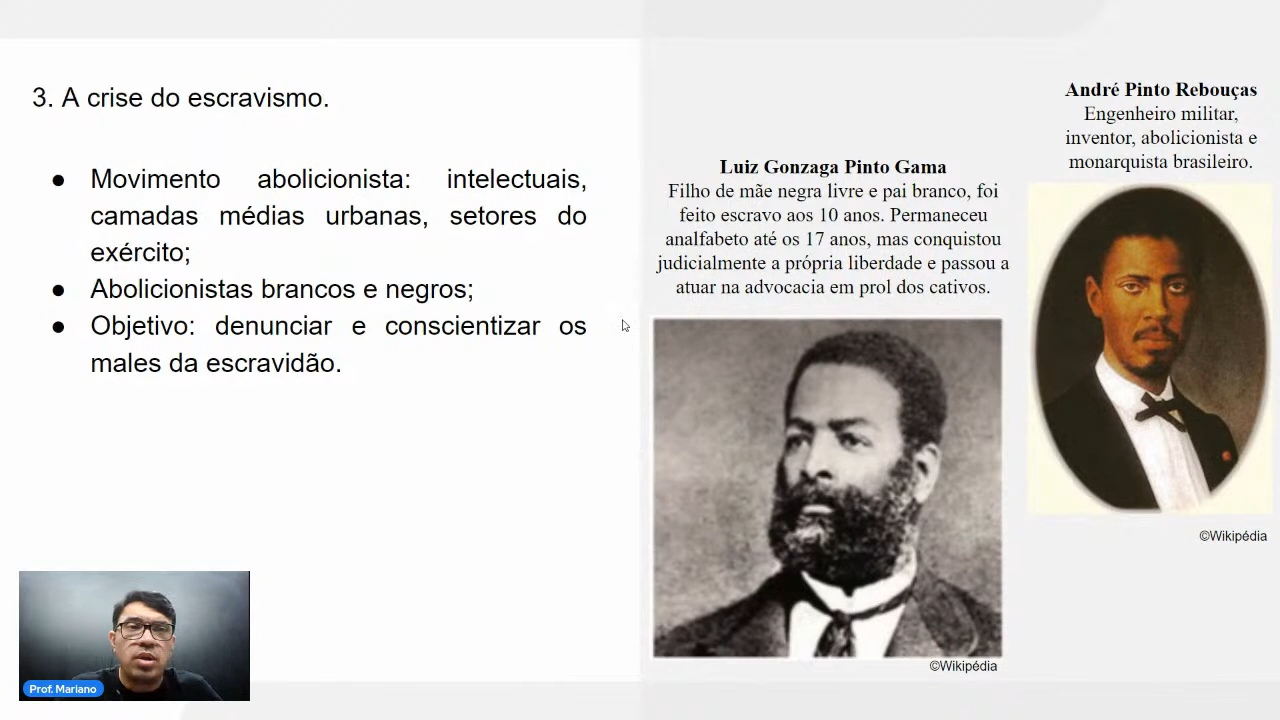 3. A crise do escravismo.
● Movimento abolicionista: intelectuais,
camadas médias urbanas, setores do
exército;
● Abolicionistas brancos e negros;
● Objetivo: denunciar e conscientizar os
males da escravidão.
Luiz Gonzaga Pinto Gama
Filho de mãe negra livre e pai branco, foi
feito escravo aos 10 anos. Permaneceu
analfabeto até os 17 anos, mas conquistou
judicialmente a própria liberdade e passou a
atuar na advocacia em prol dos cativos.
©Wikipédia
André Pinto Rebouças
Engenheiro militar,
inventor, abolicionista e
monarquista brasileiro.
©Wikipédia
Prof. Mariano